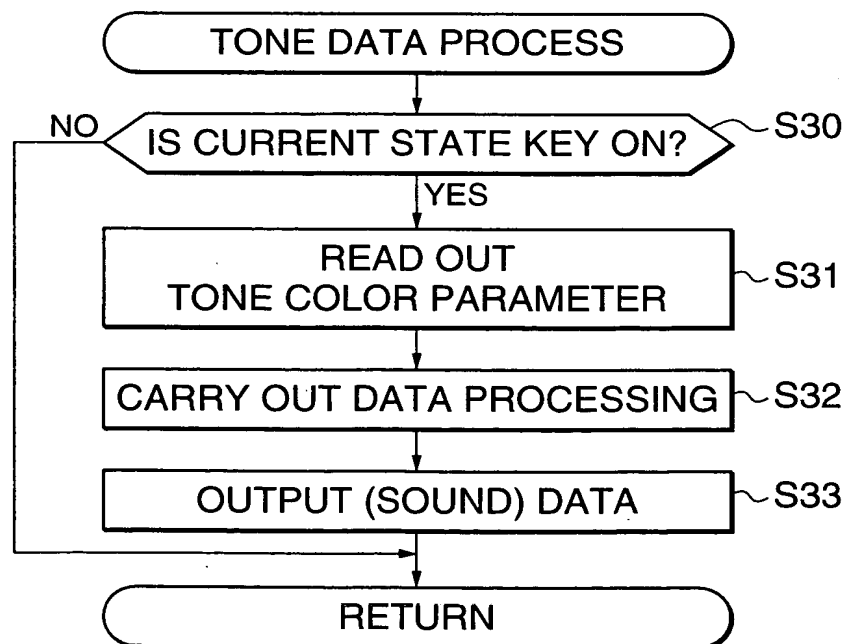 TONE DATA PROCESS
NO
IS CURRENT STATE KEY ON?
S30
YES
READ OUT
TONE COLOR PARAMETER
S31
CARRY OUT DATA PROCESSING
S32
OUTPUT (SOUND) DATA
S33
RETURN